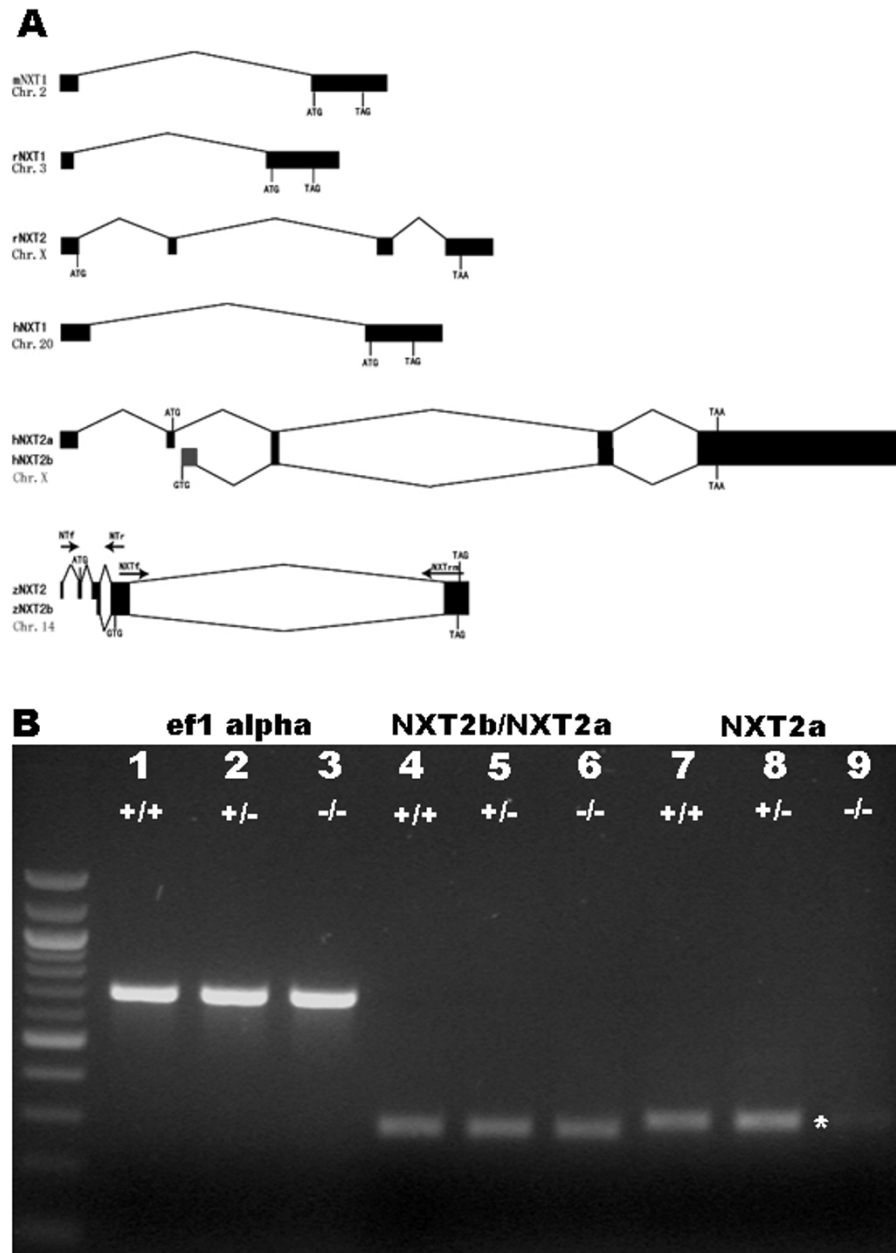 A
mNXT1
Chr. 2
ATG TAG
rNXT1
Chr. 3
ATG TAG
rNXT2
Chr. X
ATG TAA
hNXT1
Chr. 20
ATG TAG
ATG TAA
hNXT2a
hNXT2b
Chr. X
GTG TAA
NTf NTr
ATG NXTf NXTrm TAG
zNXT2
zNXT2b
Chr. 14
GTG TAG
B ef1 alpha NXT2b/NXT2a NXT2a
1 2 3 4 5 6 7 8 9
+/+ +/- -/- +/+ +/- -/- +/+ +/- -/-
*